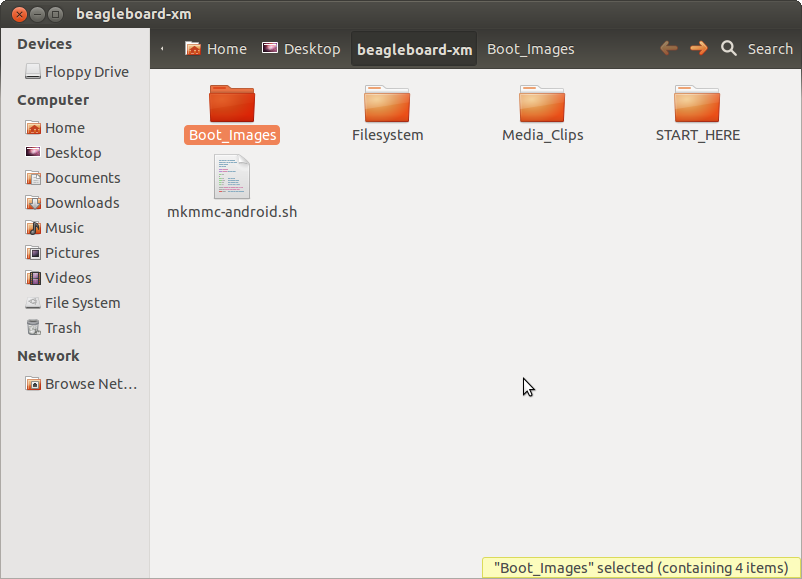 beagleboard-xm
Devices
Floppy Drive
Computer
Home
Desktop
Documents
Downloads
Music
Pictures
Videos
File System
Trash
Network
Browse Net…
Home Desktop beagleboard-xm Boot_Images Search
Boot_Images Filesystem Media_Clips START_HERE
mkmmc-android.sh
"Boot_Images" selected (containing 4 items)